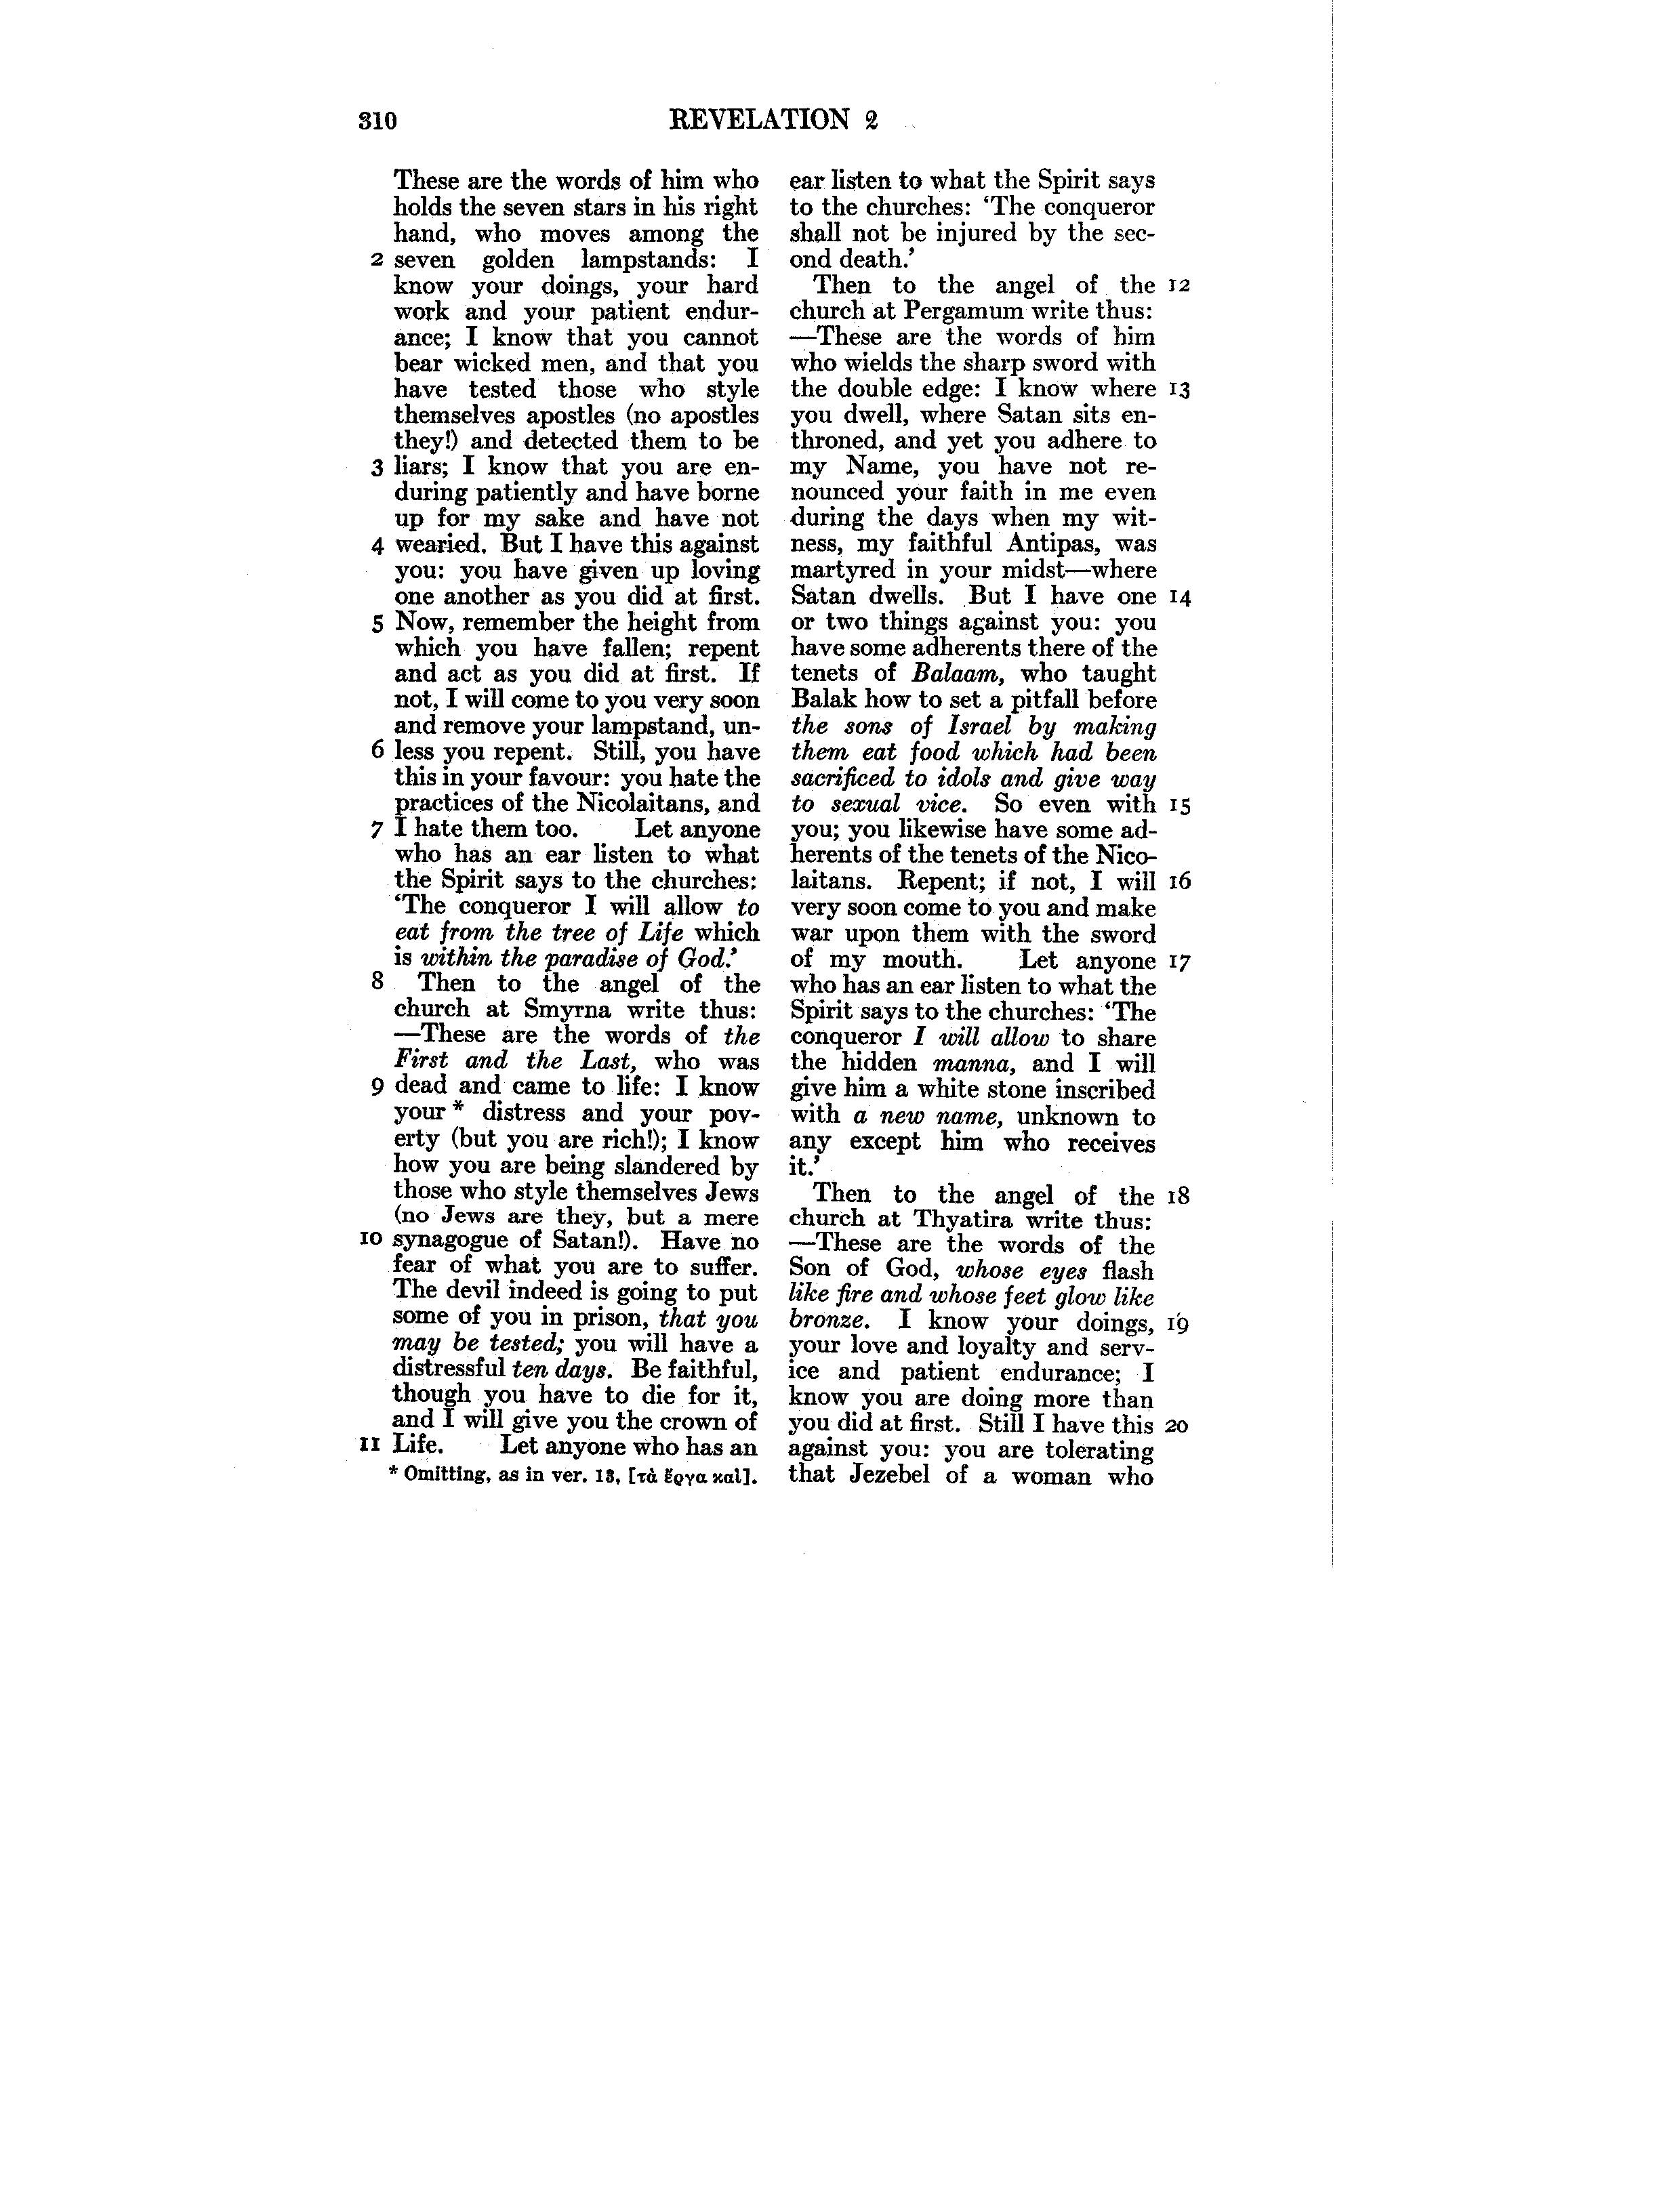 310
REVELATION 2
These are the words of him who
holds the seven stars in his right
hand, who moves among the
2 seven golden lampstands: I
know your doings, your hard
work and your patient endur-
ance; I know that you cannot
bear wicked men, and that you
have tested those who style
themselves apostles (no apostles
they!) and detected them to be
3 liars; I know that you are en-
during patiently and have borne
up for my sake and have not
4 wearied. But I have this against
you: you have given up loving
one another as you did at first.
5 Now, remember the height from
which you have fallen; repent
and act as you did at first. If
not, I will come to you very soon
and remove your lampstand, un-
6 less you repent. Still, you have
this in your favour: you hate the
practices of the Nicolaitans, and
7 I hate them too. Let anyone
who has an ear listen to what
the Spirit says to the churches:
‘The conqueror I will allow to
eat from the tree of Life which
is within the paradise of God.’
8 Then to the angel of the
church at Smyrna write thus:
—These are the words of the
First and the Last, who was
9 dead and came to life: I know
your * distress and your pov-
erty (but you are rich!); I know
how you are being slandered by
those who style themselves Jews
(no Jews are they, but a mere
10 synagogue of Satan!). Have no
fear of what you are to suffer.
The devil indeed is going to put
some of you in prison, that you
may be tested; you will have a
distressful ten days. Be faithful,
though you have to die for it,
and I will give you the crown of
11 Life. Let anyone who has an
* Omitting, as in ver. 13, [τὰ ἔργα καὶ].
ear listen to what the Spirit says
to the churches: ‘The conqueror
shall not be injured by the sec-
ond death.’
Then to the angel of the 12
church at Pergamum write thus:
—These are the words of him
who wields the sharp sword with
the double edge: I know where 13
you dwell, where Satan sits en-
throned, and yet you adhere to
my Name, you have not re-
nounced your faith in me even
during the days when my wit-
ness, my faithful Antipas, was
martyred in your midst—where
Satan dwells. But I have one 14
or two things against you: you
have some adherents there of the
tenets of Balaam, who taught
Balak how to set a pitfall before
the sons of Israel by making
them eat food which had been
sacrificed to idols and give way
to sexual vice. So even with 15
you; you likewise have some ad-
herents of the tenets of the Nico-
laitans. Repent; if not, I will 16
very soon come to you and make
war upon them with the sword
of my mouth. Let anyone 17
who has an ear listen to what the
Spirit says to the churches: ‘The
conqueror I will allow to share
the hidden manna, and I will
give him a white stone inscribed
with a new name, unknown to
any except him who receives
it.’
Then to the angel of the 18
church at Thyatira write thus:
—These are the words of the
Son of God, whose eyes flash
like fire and whose feet glow like
bronze. I know your doings, 19
your love and loyalty and serv-
ice and patient endurance; I
know you are doing more than
you did at first. Still I have this 20
against you: you are tolerating
that Jezebel of a woman who